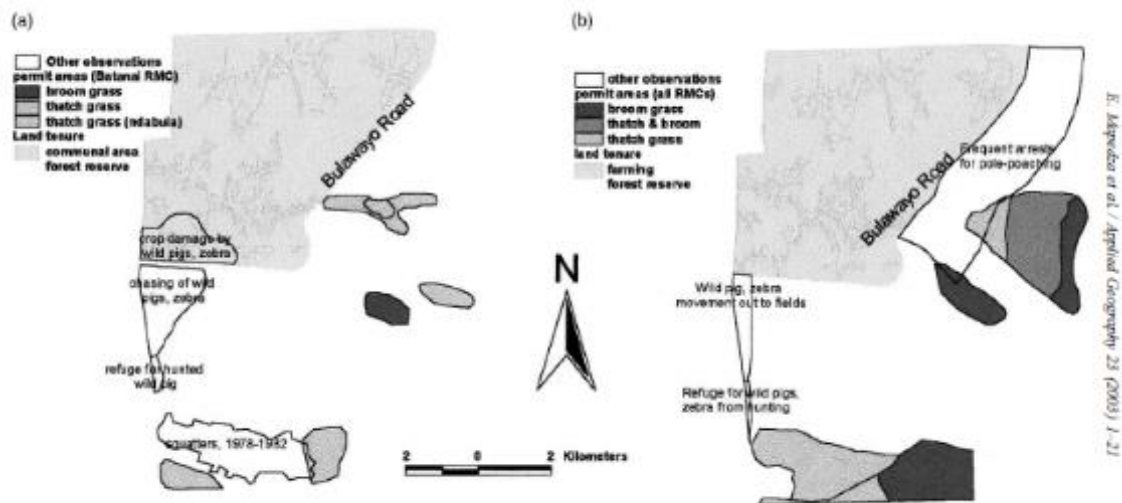 (a)
Other observations
permit areas (Batanai RMC)
broom grass
thatch grass
thatch grass (ndabula)
Land tenure
communal area
forest reserve
Bulawayo Road
crop damage by
wild pigs, zebra
chasing of wild
pigs, zebra
refuge for hunted
wild pig
squatters, 1978-1982
N
2 0 2 Kilometers
(b)
other observations
permit areas (all RMCs)
broom grass
thatch & broom
thatch grass
land tenure
farming
forest reserve
Frequent arrests
for pole-poaching
Bulawayo Road
Wild pig, zebra
movement out to fields
Refuge for wild pigs,
zebra from hunting
E. Mapedza et al. / Applied Geography 23 (2003) 1-21